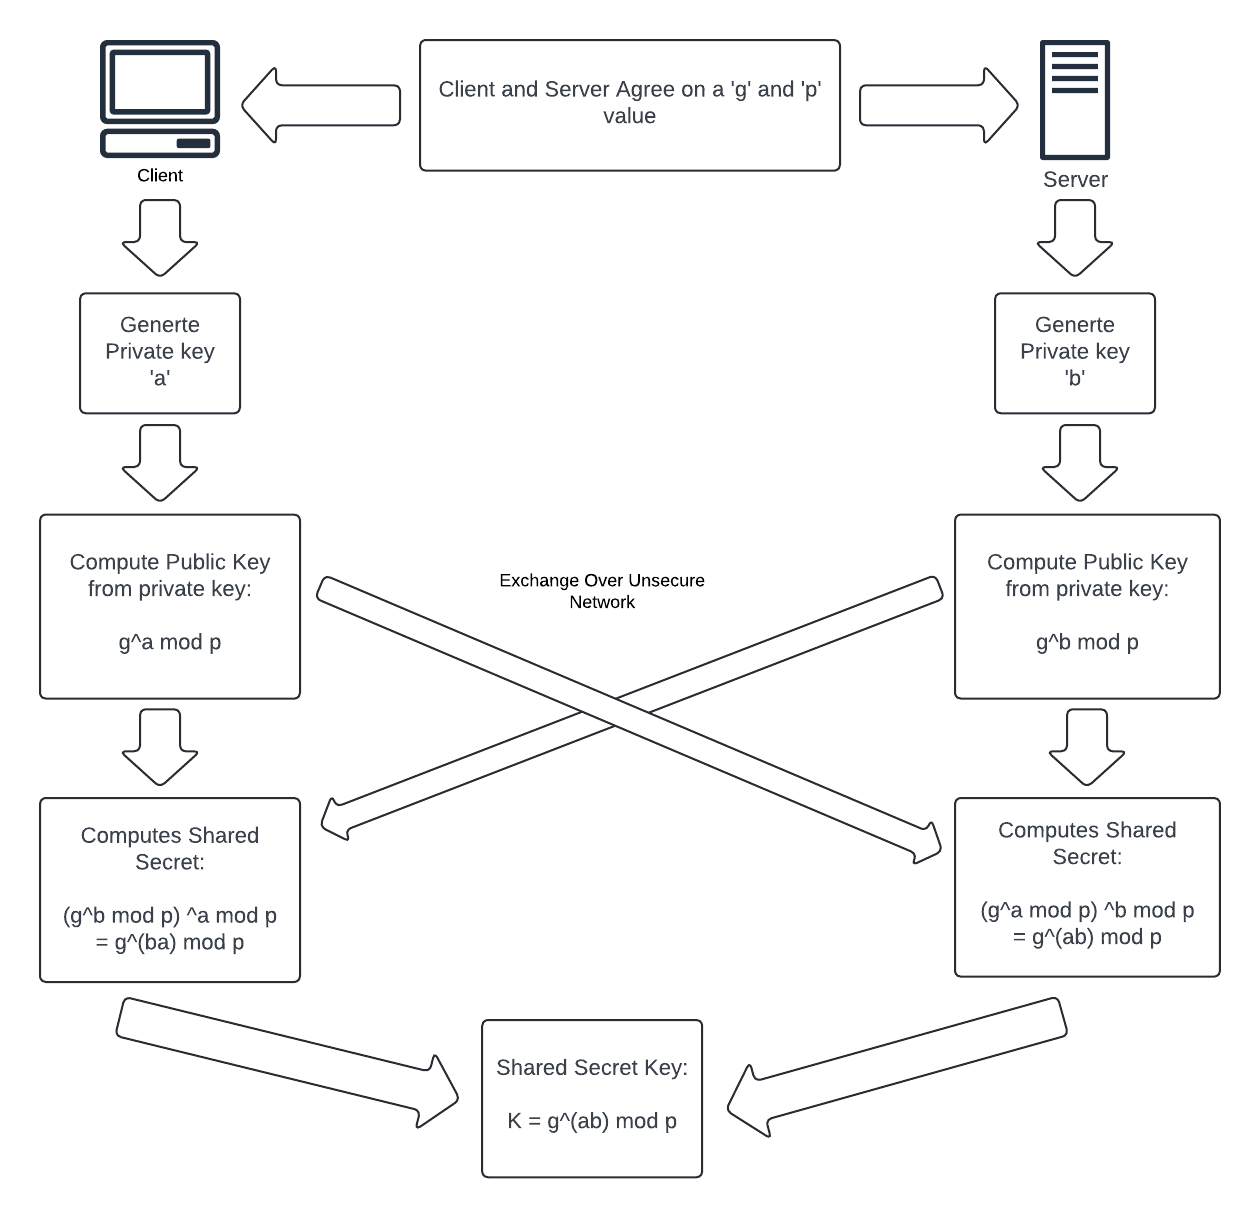 Client and Server Agree on a 'g' and 'p'
value
Client
Server
Generte
Private key
'a'
Generte
Private key
'b'
Compute Public Key
from private key:
g^a mod p
Exchange Over Unsecure
Network
Compute Public Key
from private key:
g^b mod p
Computes Shared
Secret:
(g^b mod p) ^a mod p
= g^(ba) mod p
Computes Shared
Secret:
(g^a mod p) ^b mod p
= g^(ab) mod p
Shared Secret Key:
K = g^(ab) mod p